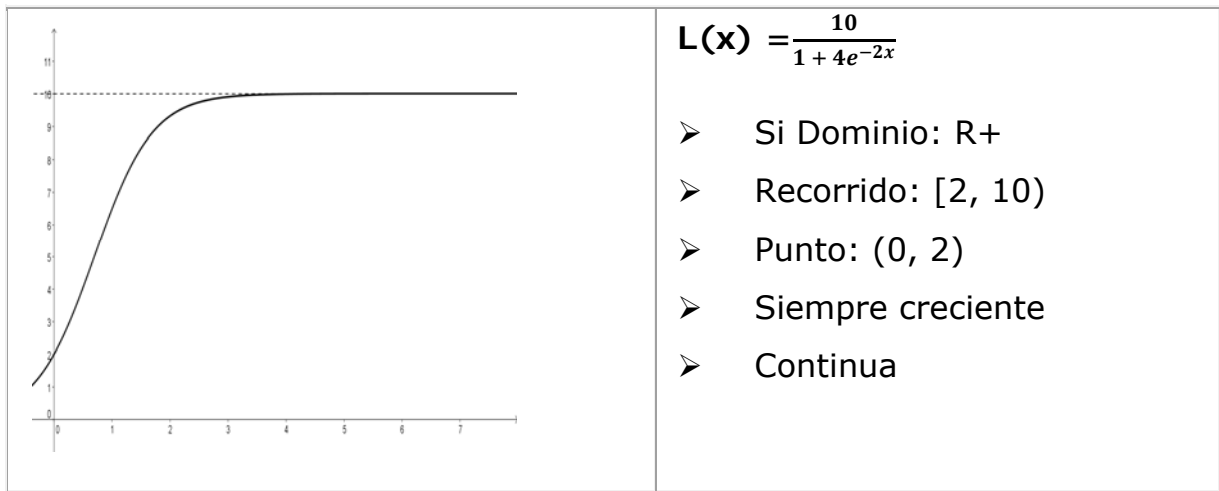 11
10
9
8
7
6
5
4
3
2
1
0
0 1 2 3 4 5 6 7
L(x) = 10 / 1 + 4e^{-2x}
➢ Si Dominio: R+
➢ Recorrido: [2, 10)
➢ Punto: (0, 2)
➢ Siempre creciente
➢ Continua